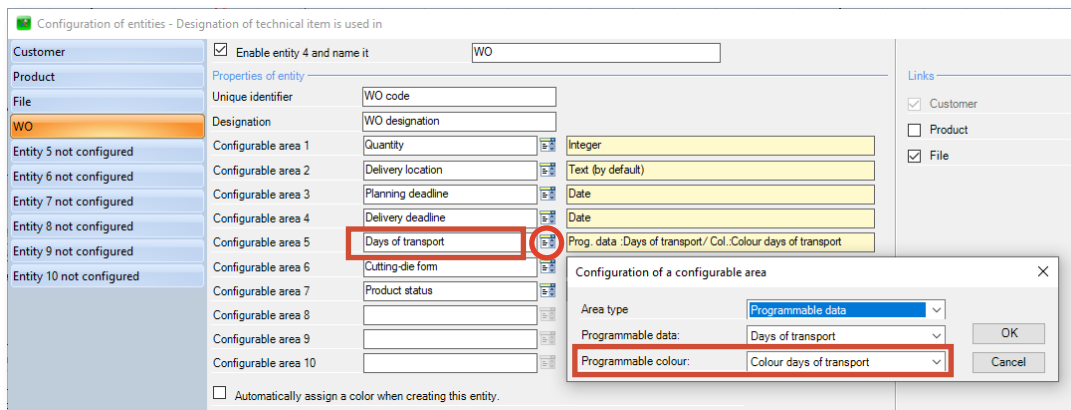 Configuration of entities - Designation of technical item is used in
Customer
Product
File
WO
Entity 5 not configured
Entity 6 not configured
Entity 7 not configured
Entity 8 not configured
Entity 9 not configured
Entity 10 not configured
Enable entity 4 and name it WO
Properties of entity
Unique identifier WO code
Designation WO designation
Configurable area 1 Quantity Integer
Configurable area 2 Delivery location Text (by default)
Configurable area 3 Planning deadline Date
Configurable area 4 Delivery deadline Date
Configurable area 5 Days of transport Prog. data :Days of transport/ Col.:Colour days of transport
Configurable area 6 Cutting-die form
Configurable area 7 Product status
Configurable area 8
Configurable area 9
Configurable area 10
Automatically assign a color when creating this entity.
Links
Customer
Product
File
Configuration of a configurable area
Area type Programmable data
Programmable data: Days of transport OK
Programmable colour: Colour days of transport Cancel